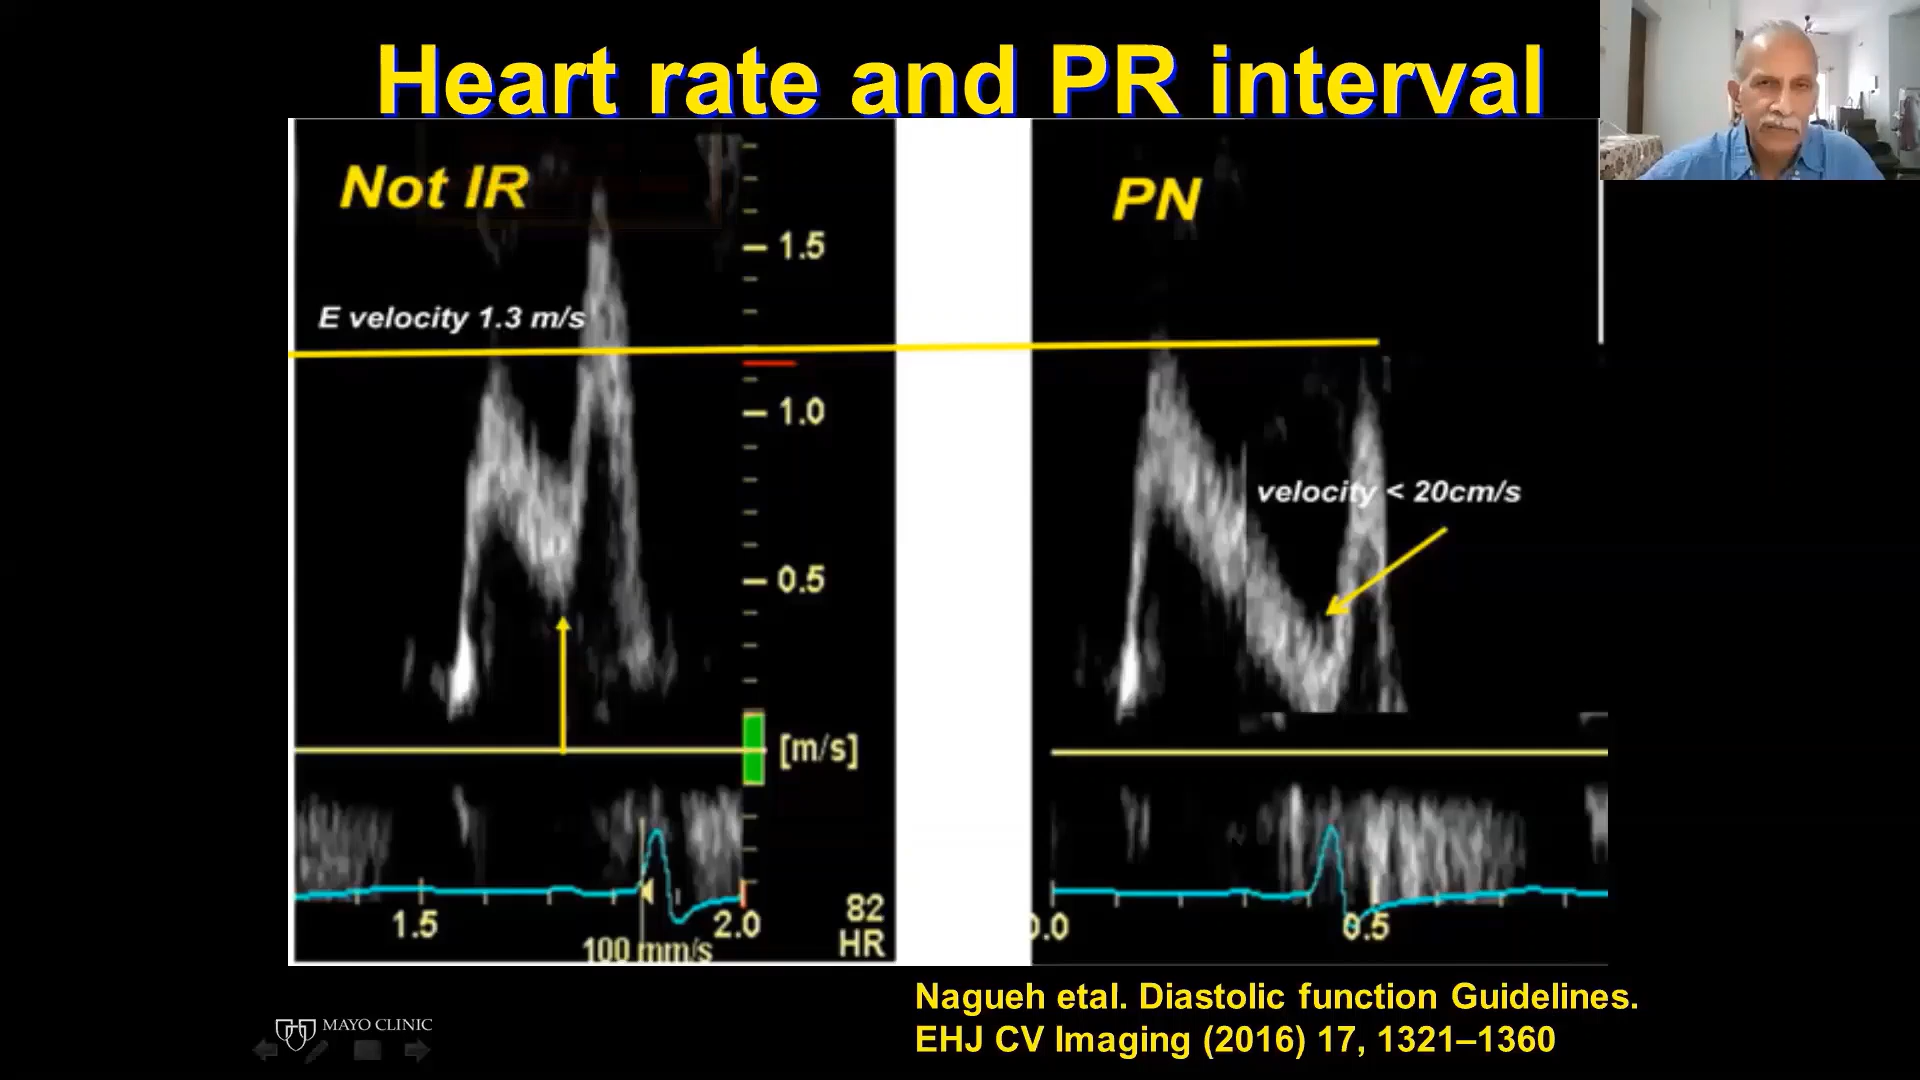 Heart rate and PR interval
Not IR
PN
1.5
E velocity 1.3 m/s
1.0
velocity < 20cm/s
0.5
[m/s]
1.5
2.0
82
HR
100 mm/s
0.5
Nagueh etal. Diastolic function Guidelines.
EHJ CV Imaging (2016) 17, 1321–1360
MAYO CLINIC